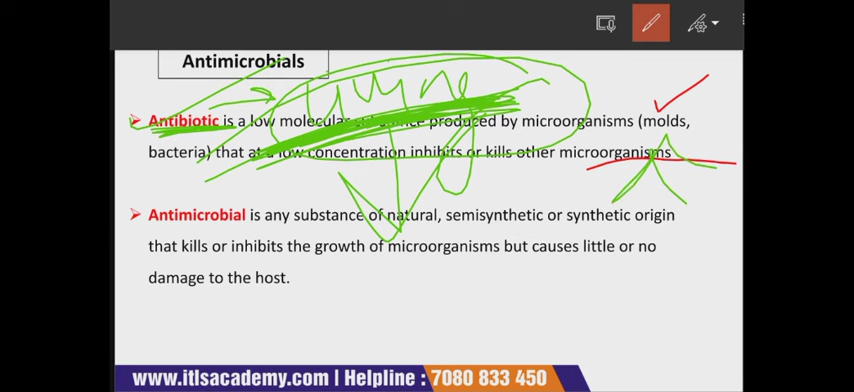 Antimicrobials
Antibiotic is a low molecular substance produced by microorganisms (molds,
bacteria) that at a low concentration inhibits or kills other microorganisms
Antimicrobial is any substance of natural, semisynthetic or synthetic origin
that kills or inhibits the growth of microorganisms but causes little or no
damage to the host.
www.itlsacademy.com | Helpline : 7080 833 450